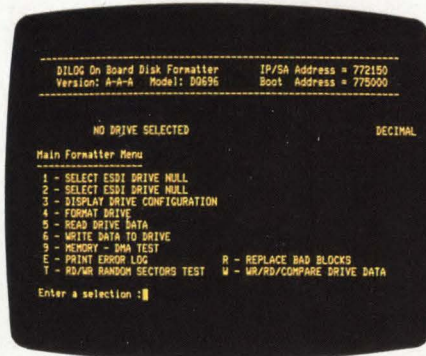 DILOG On Board Disk Formatter IP/SA Address = 772150
Version: A-A-A Model: DQ696 Boot Address = 775000
NO DRIVE SELECTED DECIMAL
Main Formatter Menu
1 - SELECT ESDI DRIVE NULL
2 - SELECT ESDI DRIVE NULL
3 - DISPLAY DRIVE CONFIGURATION
4 - FORMAT DRIVE
5 - READ DRIVE DATA
6 - WRITE DATA TO DRIVE
9 - MEMORY - DMA TEST
E - PRINT ERROR LOG R - REPLACE BAD BLOCKS
T - RD/WR RANDOM SECTORS TEST W - WR/RD/COMPARE DRIVE DATA
Enter a selection :